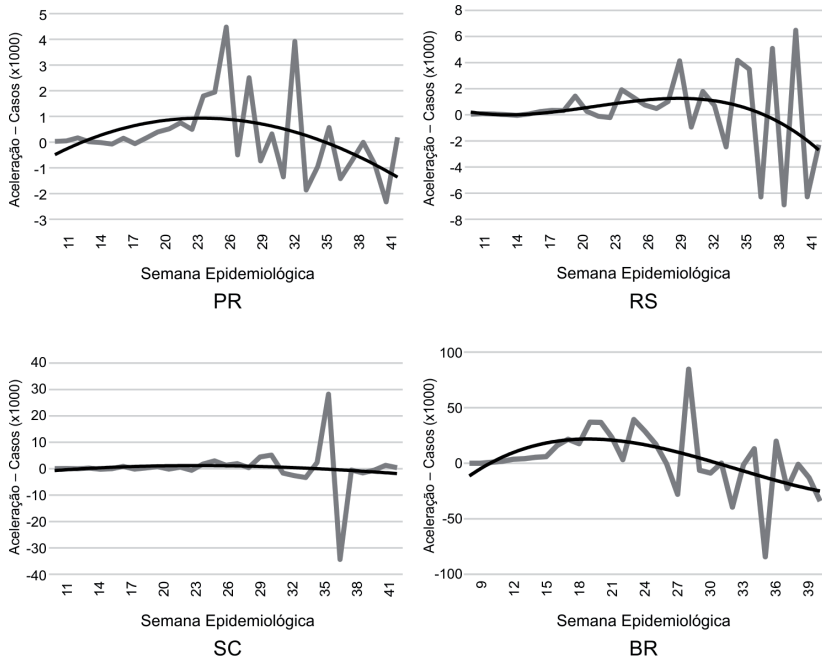 5
4
3
2
1
0
-1
-2
-3
Aceleração – Casos (x1000)
11 14 17 20 23 26 29 32 35 38 41
Semana Epidemiológica
PR
8
6
4
2
0
-2
-4
-6
-8
Aceleração – Casos (x1000)
11 14 17 20 23 26 29 32 35 38 41
Semana Epidemiológica
RS
40
30
20
10
0
-10
-20
-30
-40
Aceleração – Casos (x1000)
11 14 17 20 23 26 29 32 35 38 41
Semana Epidemiológica
SC
100
50
0
-50
-100
Aceleração – Casos (x1000)
9 12 15 18 21 24 27 30 33 36 39
Semana Epidemiológica
BR